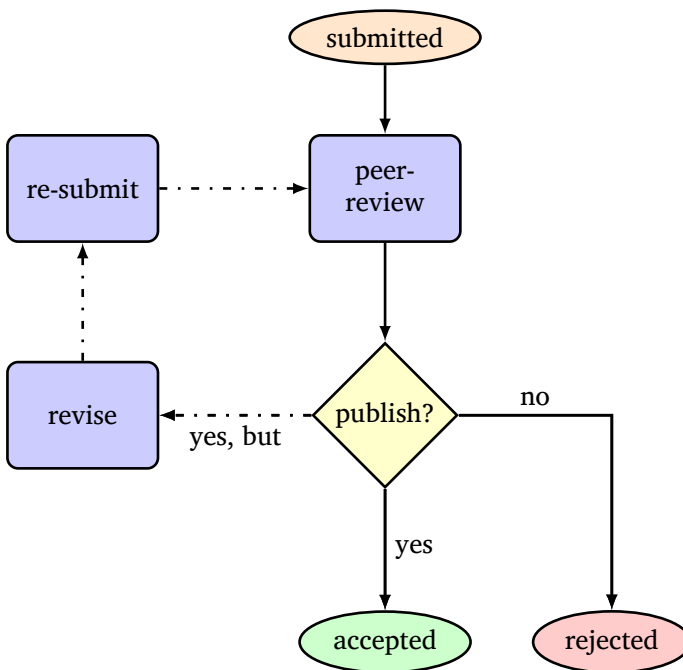 submitted
re-submit
peer-
review
revise
yes, but
publish?
no
yes
accepted
rejected